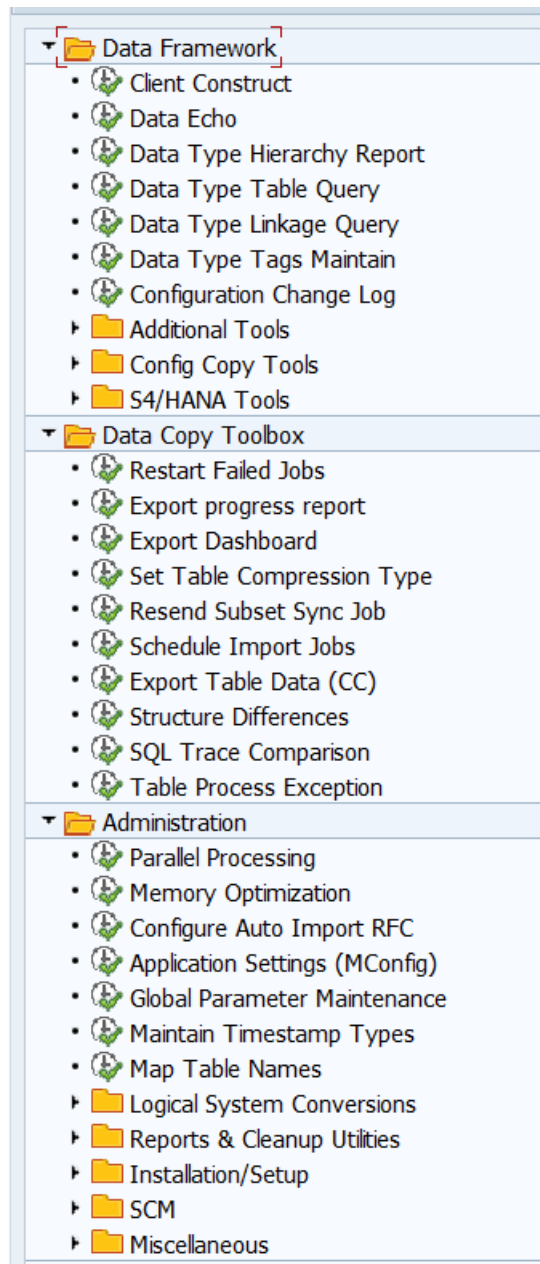 Data Framework
Client Construct
Data Echo
Data Type Hierarchy Report
Data Type Table Query
Data Type Linkage Query
Data Type Tags Maintain
Configuration Change Log
Additional Tools
Config Copy Tools
S4/HANA Tools
Data Copy Toolbox
Restart Failed Jobs
Export progress report
Export Dashboard
Set Table Compression Type
Resend Subset Sync Job
Schedule Import Jobs
Export Table Data (CC)
Structure Differences
SQL Trace Comparison
Table Process Exception
Administration
Parallel Processing
Memory Optimization
Configure Auto Import RFC
Application Settings (MConfig)
Global Parameter Maintenance
Maintain Timestamp Types
Map Table Names
Logical System Conversions
Reports & Cleanup Utilities
Installation/Setup
SCM
Miscellaneous